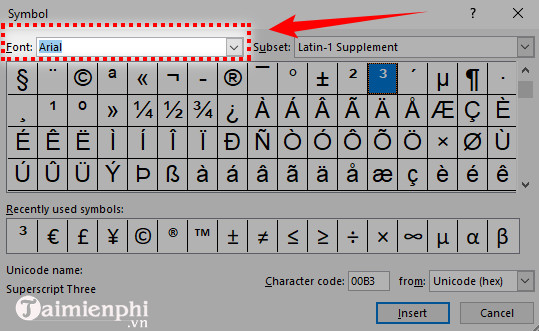 Symbol
Font: Arial Subset: Latin-1 Supplement
§ ¨ © ª « ¬ - ® ¯ ° ± ² ³ ´ µ ¶ ·
¸ ¹ º » ¼ ½ ¾ ¿ À Á Â Ã Ä Å Æ Ç È
É Ê Ë Ì Í Î Ï Ð Ñ Ò Ó Ô Õ Ö × Ø Ù
Ú Û Ü Ý Þ ß à á â ã ä å æ ç è é ê
Recently used symbols:
³ € £ ¥ © ® ™ ± ≠ ≤ ≥ ÷ × ∞ µ α β
Unicode name:
Superscript Three
Character code: 00B3 from: Unicode (hex)
Taimienphi
.vn
Insert Cancel